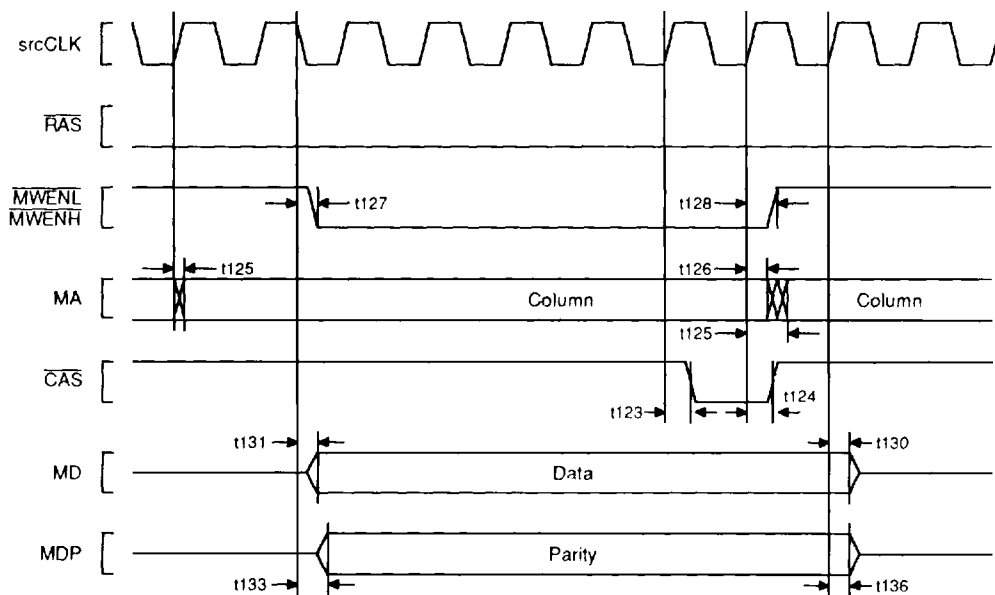 srcCLK
RAS
MWENL
MWENH
t127
t128
t125
t126
MA
Column
Column
t125
CAS
t123
t124
t131
t130
MD
Data
MDP
Parity
t133
t136